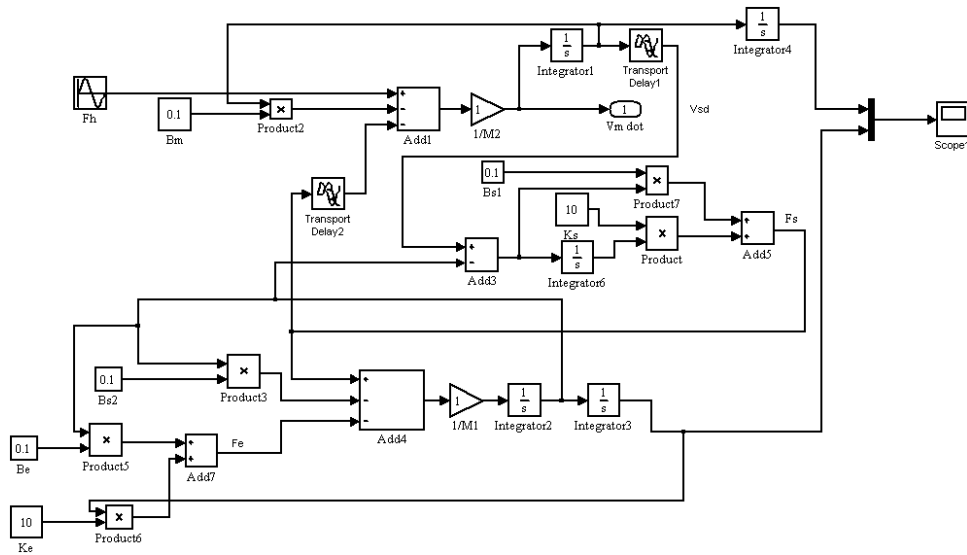 1
s
Integrator4
1
s
Integrator1
Transport
Delay1
Fh
0.1
Bm
×
Product2
+
−
−
Add1
1
1/M2
1
Vm dot
Vsd
Scope1
0.1
Bs1
×
Product7
Transport
Delay2
10
Ks
×
Product
+
+
Add5
Fs
+
−
Add3
1
s
Integrator6
0.1
Bs2
×
Product3
+
−
−
Add4
1
1/M1
1
s
Integrator2
1
s
Integrator3
0.1
Be
×
Product5
+
+
Add7
Fe
10
Ke
×
Product6